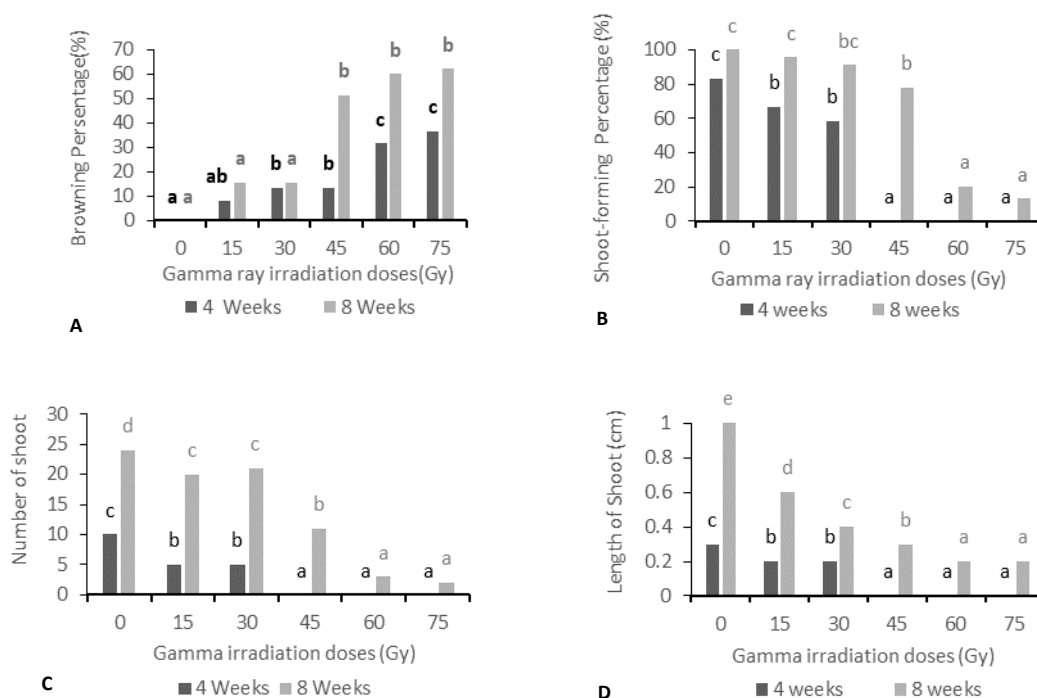 Browning Persentage(%)
70
60
50
40
30
20
10
0
a a ab a b a b b c b c b
0 15 30 45 60 75
Gamma ray irradiation doses(Gy)
4 Weeks 8 Weeks
A
Shoot-forming Percentage (%)
100
80
60
40
20
0
c c b c b bc a b a a a a
0 15 30 45 60 75
Gamma ray irradiation doses (Gy)
4 weeks 8 weeks
B
Number of shoot
30
25
20
15
10
5
0
c d b c b c a b a a a a
0 15 30 45 60 75
Gamma irradiation doses (Gy)
4 Weeks 8 Weeks
C
Length of Shoot (cm)
1
0.8
0.6
0.4
0.2
0
c e b d b c a b a a a a
0 15 30 45 60 75
Gamma irradiation doses (Gy)
4 weeks 8 weeks
D